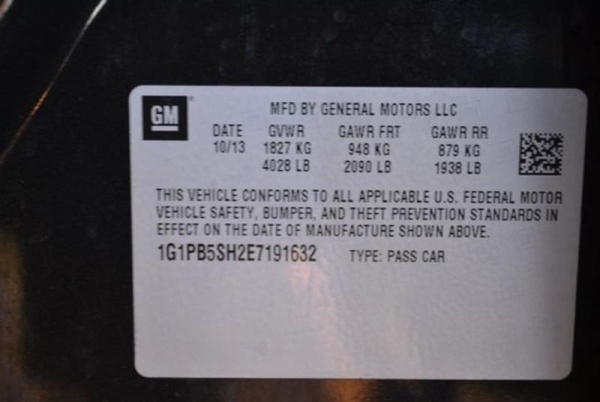 GM
MFD BY GENERAL MOTORS LLC
DATE GVWR GAWR FRT GAWR RR
10/13 1827 KG 948 KG 879 KG
4028 LB 2090 LB 1938 LB
THIS VEHICLE CONFORMS TO ALL APPLICABLE U.S. FEDERAL MOTOR
VEHICLE SAFETY, BUMPER, AND THEFT PREVENTION STANDARDS IN
EFFECT ON THE DATE OF MANUFACTURE SHOWN ABOVE.
1G1PB5SH2E7191632 TYPE: PASS CAR